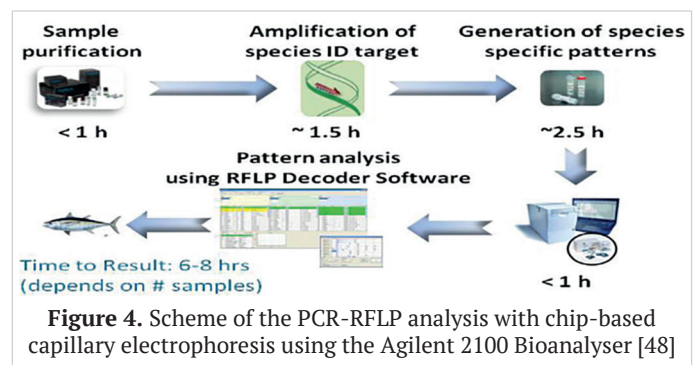 Sample
purification
Amplification of
species ID target
Generation of species
specific patterns
< 1 h
~ 1.5 h
~2.5 h
Pattern analysis
using RFLP Decoder Software
Time to Result: 6-8 hrs
(depends on # samples)
< 1 h
Figure 4. Scheme of the PCR-RFLP analysis with chip-based
capillary electrophoresis using the Agilent 2100 Bioanalyser [48]